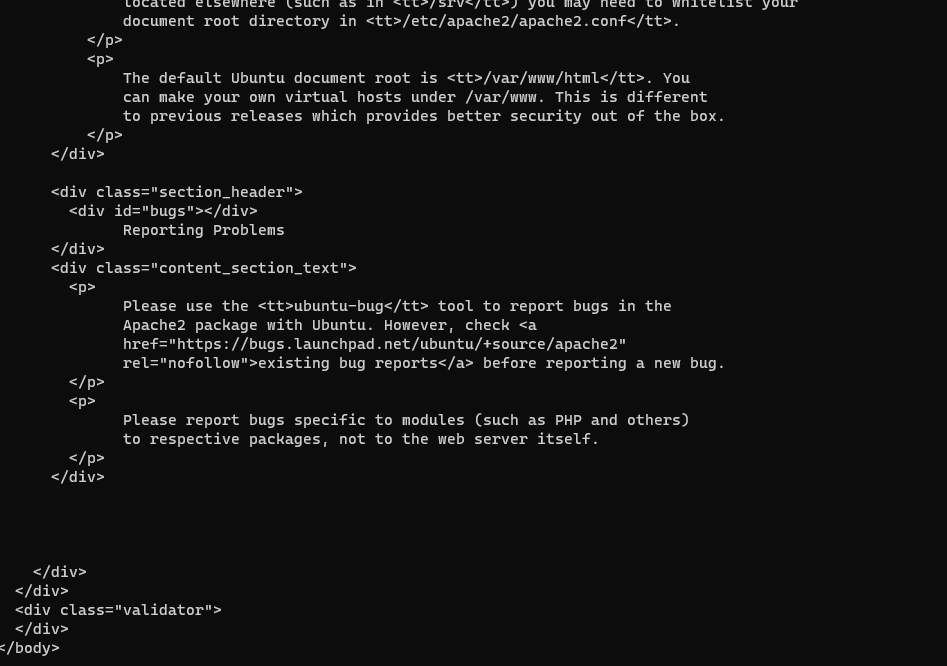 located elsewhere (such as in <tt>/srv</tt>) you may need to whitelist your
document root directory in <tt>/etc/apache2/apache2.conf</tt>.
</p>
<p>
The default Ubuntu document root is <tt>/var/www/html</tt>. You
can make your own virtual hosts under /var/www. This is different
to previous releases which provides better security out of the box.
</p>
</div>
<div class="section_header">
<div id="bugs"></div>
Reporting Problems
</div>
<div class="content_section_text">
<p>
Please use the <tt>ubuntu-bug</tt> tool to report bugs in the
Apache2 package with Ubuntu. However, check <a
href="https://bugs.launchpad.net/ubuntu/+source/apache2"
rel="nofollow">existing bug reports</a> before reporting a new bug.
</p>
<p>
Please report bugs specific to modules (such as PHP and others)
to respective packages, not to the web server itself.
</p>
</div>
</div>
</div>
<div class="validator">
</div>
</body>